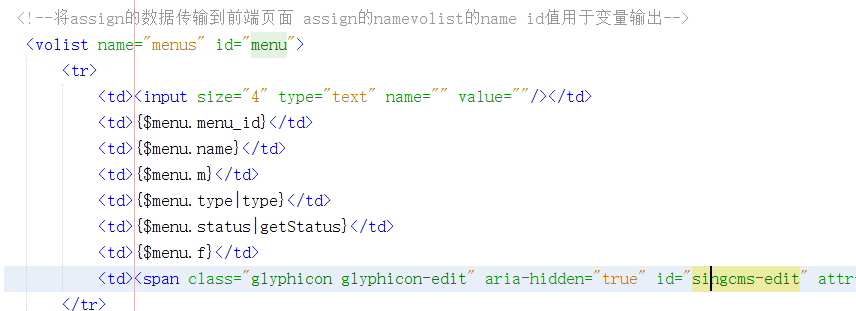 <!--将assign的数据传输到前端页面 assign的namevolist的name id值用于变量输出-->
<volist name="menus" id="menu">
<tr>
<td><input size="4" type="text" name="" value=""/></td>
<td>{$menu.menu_id}</td>
<td>{$menu.name}</td>
<td>{$menu.m}</td>
<td>{$menu.type|type}</td>
<td>{$menu.status|getStatus}</td>
<td>{$menu.f}</td>
<td><span class="glyphicon glyphicon-edit" aria-hidden="true" id="singcms-edit" attr-
</tr>